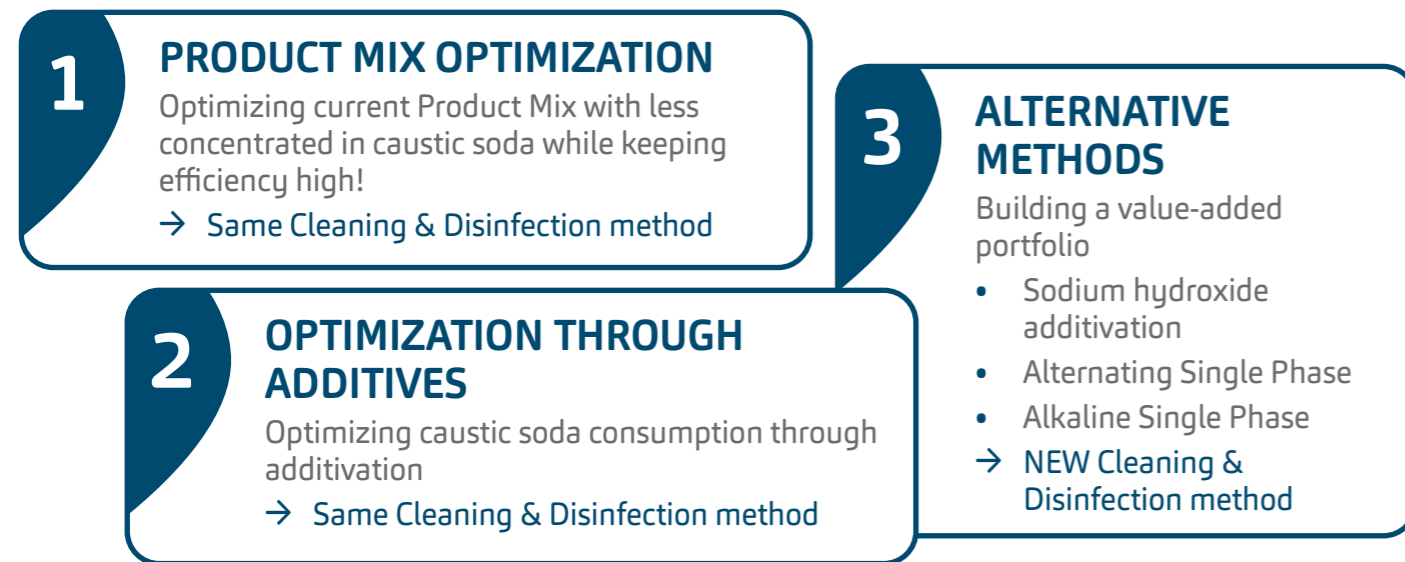 1
PRODUCT MIX OPTIMIZATION
Optimizing current Product Mix with less
concentrated in caustic soda while keeping
efficiency high!
→ Same Cleaning & Disinfection method
2
OPTIMIZATION THROUGH
ADDITIVES
Optimizing caustic soda consumption through
additivation
→ Same Cleaning & Disinfection method
3
ALTERNATIVE
METHODS
Building a value-added
portfolio
• Sodium hydroxide
additivation
• Alternating Single Phase
• Alkaline Single Phase
→ NEW Cleaning &
Disinfection method